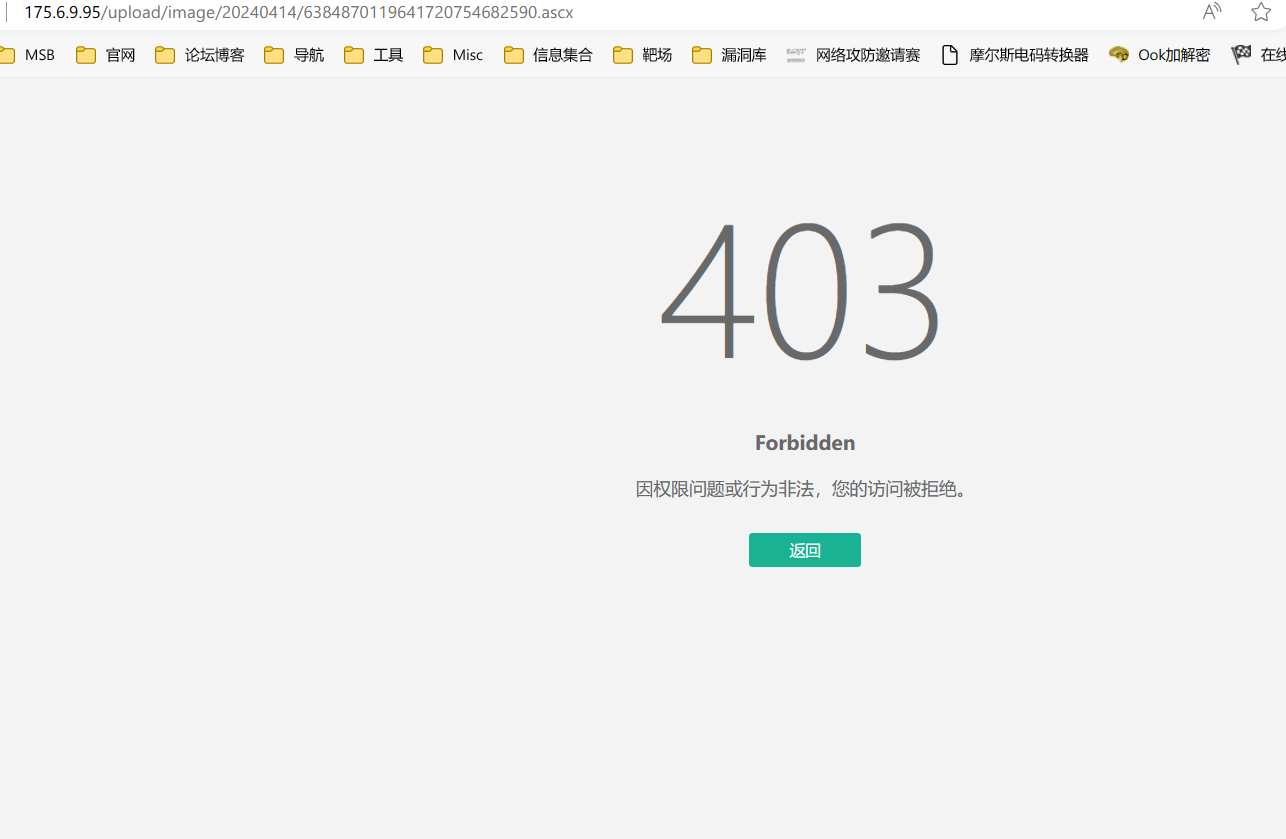 175.6.9.95/upload/image/20240414/6384870119641720754682590.ascx
MSB 官网 论坛博客 导航 工具 Misc 信息集合 靶场 漏洞库 网络攻防邀请赛 摩尔斯电码转换器 Ook加解密 在线
403
Forbidden
因权限问题或行为非法，您的访问被拒绝。
返回